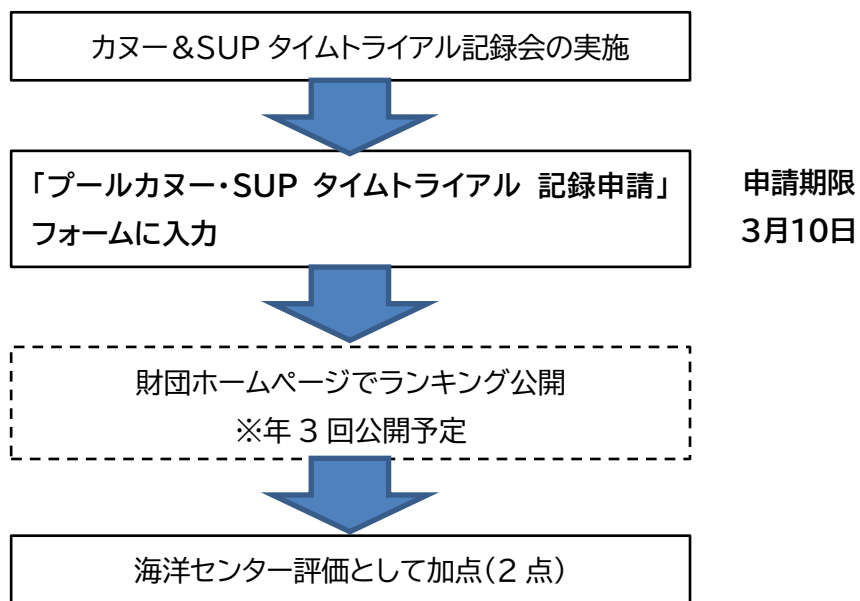 カヌー&SUPタイムトライアル記録会の実施
「プールカヌー・SUP タイムトライアル 記録申請」
フォームに入力
申請期限
3月10日
財団ホームページでランキング公開
※年3回公開予定
海洋センター評価として加点(2点)